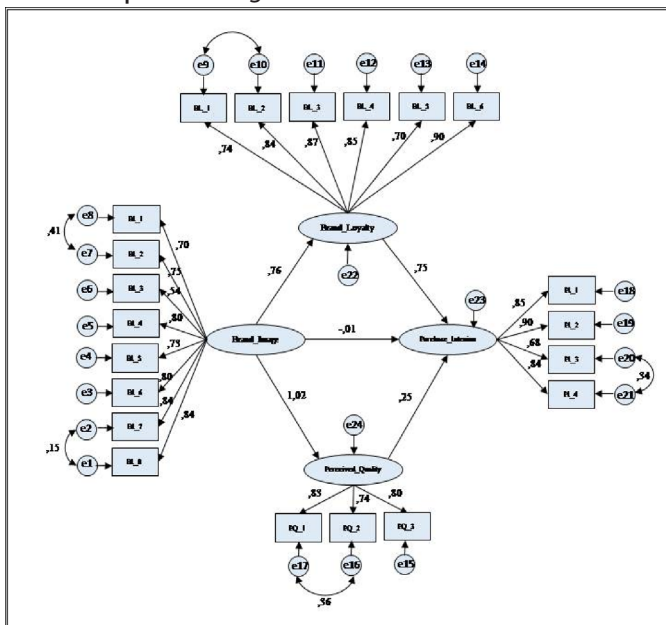 e9 e10 e11 e12 e13 e14
BL_1 BL_2 BL_3 BL_4 BL_5 BL_6
,74 ,84 ,87 ,85 ,70 ,90
Brand_Loyalty
e22
,76 ,75
e8 BI_1 ,70
,41
e7 BI_2 ,75
e6 BI_3 ,54
e5 BI_4 ,80
e4 BI_5 ,73
e3 BI_6 ,80
e2 BI_7 ,84
,15
e1 BI_8 ,84
Brand_Image
-,01
e23
Purchase_Intention
,85 PI_1 e18
,90 PI_2 e19
,68 PI_3 e20
,84 PI_4 e21
,34
1,02 ,25
e24
Perceived_Quality
,83 ,74 ,80
PQ_1 PQ_2 PQ_3
e17 e16 e15
,36